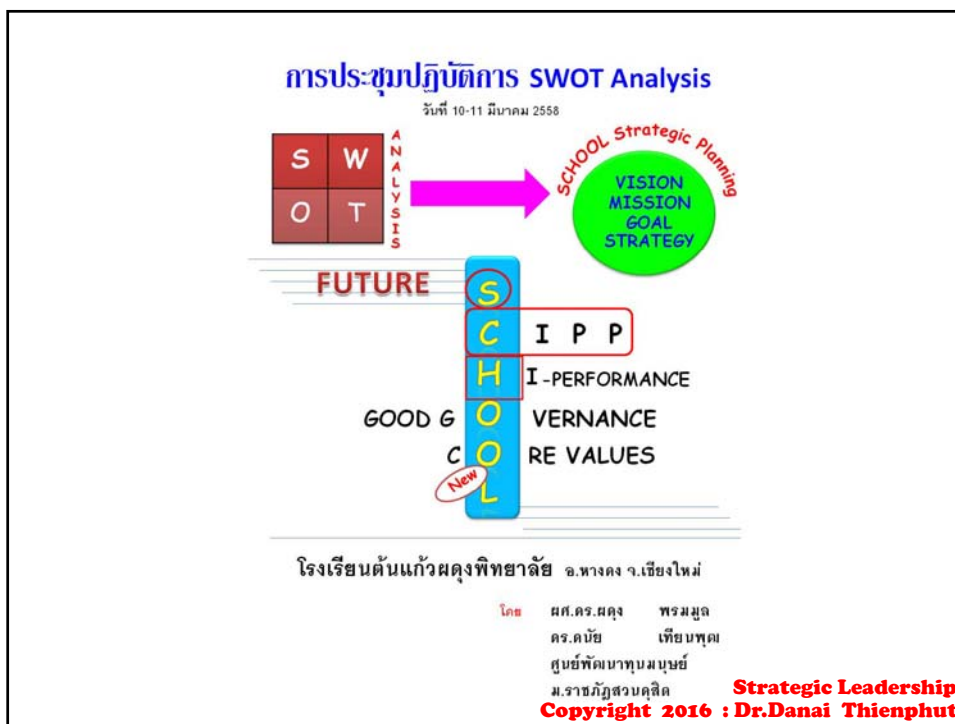 การประชุมปฏิบัติการ SWOT Analysis
วันที่ 10-11 มีนาคม 2558
S W
O T
ANALYSIS
SCHOOL Strategic Planning
VISION
MISSION
GOAL
STRATEGY
FUTURE S
C I P P
H I-PERFORMANCE
GOOD G O VERNANCE
C O RE VALUES
New L
โรงเรียนต้นแก้วผดุงพิทยาลัย อ.หางดง จ.เชียงใหม่
โดย ผศ.ดร.ผดุง พรมมูล
ดร.ดนัย เทียนพุฒ
ศูนย์พัฒนาทุนมนุษย์
ม.ราชภัฏสวนดุสิต
Strategic Leadership
Copyright 2016 : Dr.Danai Thienphut